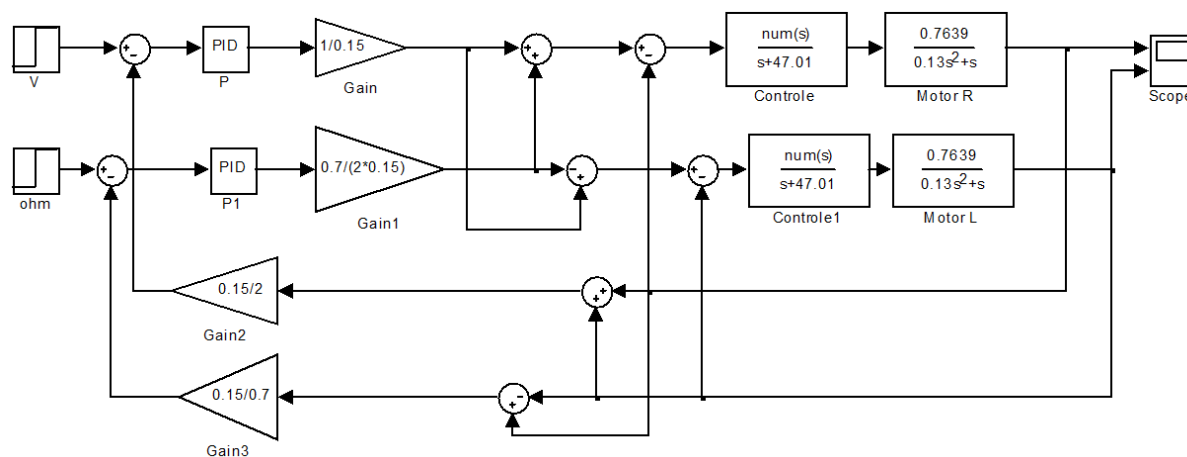 V
+
-
PID
P
1/0.15
Gain
+
+
+
-
num(s)
s+47.01
Controle
0.7639
0.13s²+s
Motor R
Scope
ohm
+
-
PID
P1
0.7/(2*0.15)
Gain1
-
+
+
-
num(s)
s+47.01
Controle1
0.7639
0.13s²+s
Motor L
0.15/2
Gain2
+
+
0.15/0.7
Gain3
-
+